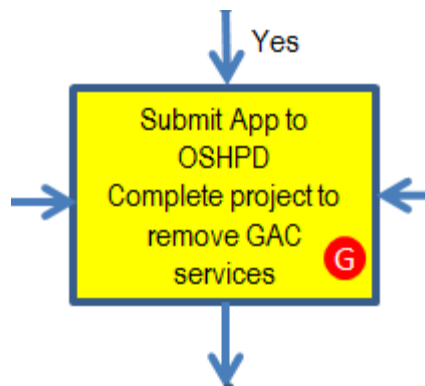 Yes
Submit App to
OSHPD
Complete project to
remove GAC
services
G